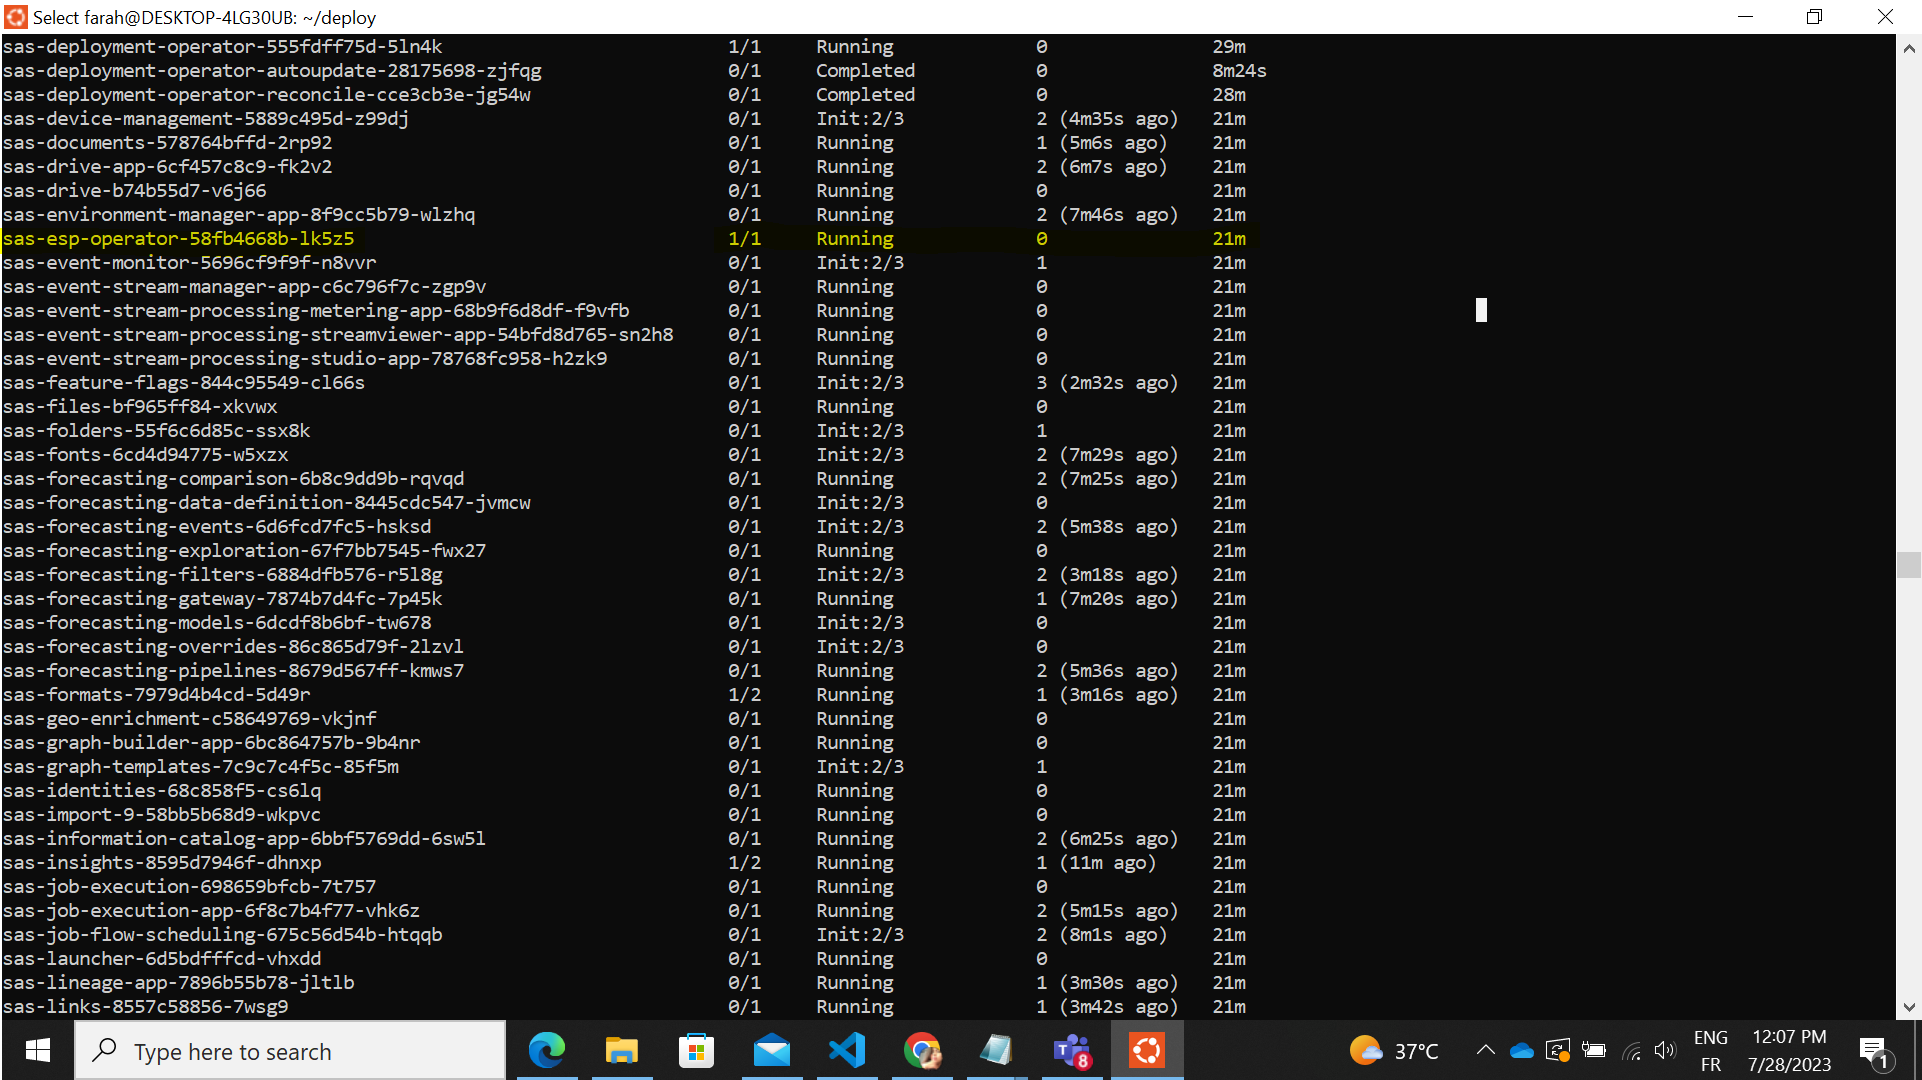 Select farah@DESKTOP-4LG30UB: ~/deploy
sas-deployment-operator-555fdff75d-5ln4k 1/1 Running 0 29m
sas-deployment-operator-autoupdate-28175698-zjfqg 0/1 Completed 0 8m24s
sas-deployment-operator-reconcile-cce3cb3e-jg54w 0/1 Completed 0 28m
sas-device-management-5889c495d-z99dj 0/1 Init:2/3 2 (4m35s ago) 21m
sas-documents-578764bffd-2rp92 0/1 Running 1 (5m6s ago) 21m
sas-drive-app-6cf457c8c9-fk2v2 0/1 Running 2 (6m7s ago) 21m
sas-drive-b74b55d7-v6j66 0/1 Running 0 21m
sas-environment-manager-app-8f9cc5b79-wlzhq 0/1 Running 2 (7m46s ago) 21m
sas-esp-operator-58fb4668b-lk5z5 1/1 Running 0 21m
sas-event-monitor-5696cf9f9f-n8vvr 0/1 Init:2/3 1 21m
sas-event-stream-manager-app-c6c796f7c-zgp9v 0/1 Running 0 21m
sas-event-stream-processing-metering-app-68b9f6d8df-f9vfb 0/1 Running 0 21m
sas-event-stream-processing-streamviewer-app-54bfd8d765-sn2h8 0/1 Running 0 21m
sas-event-stream-processing-studio-app-78768fc958-h2zk9 0/1 Running 0 21m
sas-feature-flags-844c95549-cl66s 0/1 Init:2/3 3 (2m32s ago) 21m
sas-files-bf965ff84-xkvwx 0/1 Running 0 21m
sas-folders-55f6c6d85c-ssx8k 0/1 Init:2/3 1 21m
sas-fonts-6cd4d94775-w5xzx 0/1 Init:2/3 2 (7m29s ago) 21m
sas-forecasting-comparison-6b8c9dd9b-rqvqd 0/1 Running 2 (7m25s ago) 21m
sas-forecasting-data-definition-8445cdc547-jvmcw 0/1 Init:2/3 0 21m
sas-forecasting-events-6d6fcd7fc5-hsksd 0/1 Init:2/3 2 (5m38s ago) 21m
sas-forecasting-exploration-67f7bb7545-fwx27 0/1 Running 0 21m
sas-forecasting-filters-6884dfb576-r5l8g 0/1 Init:2/3 2 (3m18s ago) 21m
sas-forecasting-gateway-7874b7d4fc-7p45k 0/1 Running 1 (7m20s ago) 21m
sas-forecasting-models-6dcdf8b6bf-tw678 0/1 Init:2/3 0 21m
sas-forecasting-overrides-86c865d79f-2lzvl 0/1 Init:2/3 0 21m
sas-forecasting-pipelines-8679d567ff-kmws7 0/1 Running 2 (5m36s ago) 21m
sas-formats-7979d4b4cd-5d49r 1/2 Running 1 (3m16s ago) 21m
sas-geo-enrichment-c58649769-vkjnf 0/1 Running 0 21m
sas-graph-builder-app-6bc864757b-9b4nr 0/1 Running 0 21m
sas-graph-templates-7c9c7c4f5c-85f5m 0/1 Init:2/3 1 21m
sas-identities-68c858f5-cs6lq 0/1 Running 0 21m
sas-import-9-58bb5b68d9-wkpvc 0/1 Running 0 21m
sas-information-catalog-app-6bbf5769dd-6sw5l 0/1 Running 2 (6m25s ago) 21m
sas-insights-8595d7946f-dhnxp 1/2 Running 1 (11m ago) 21m
sas-job-execution-698659bfcb-7t757 0/1 Running 0 21m
sas-job-execution-app-6f8c7b4f77-vhk6z 0/1 Running 2 (5m15s ago) 21m
sas-job-flow-scheduling-675c56d54b-htqqb 0/1 Init:2/3 2 (8m1s ago) 21m
sas-launcher-6d5bdfffcd-vhxdd 0/1 Running 0 21m
sas-lineage-app-7896b55b78-jltlb 0/1 Running 1 (3m30s ago) 21m
sas-links-8557c58856-7wsg9 0/1 Running 1 (3m42s ago) 21m
Type here to search
T 8
37°C
ENG
FR
12:07 PM
7/28/2023
1